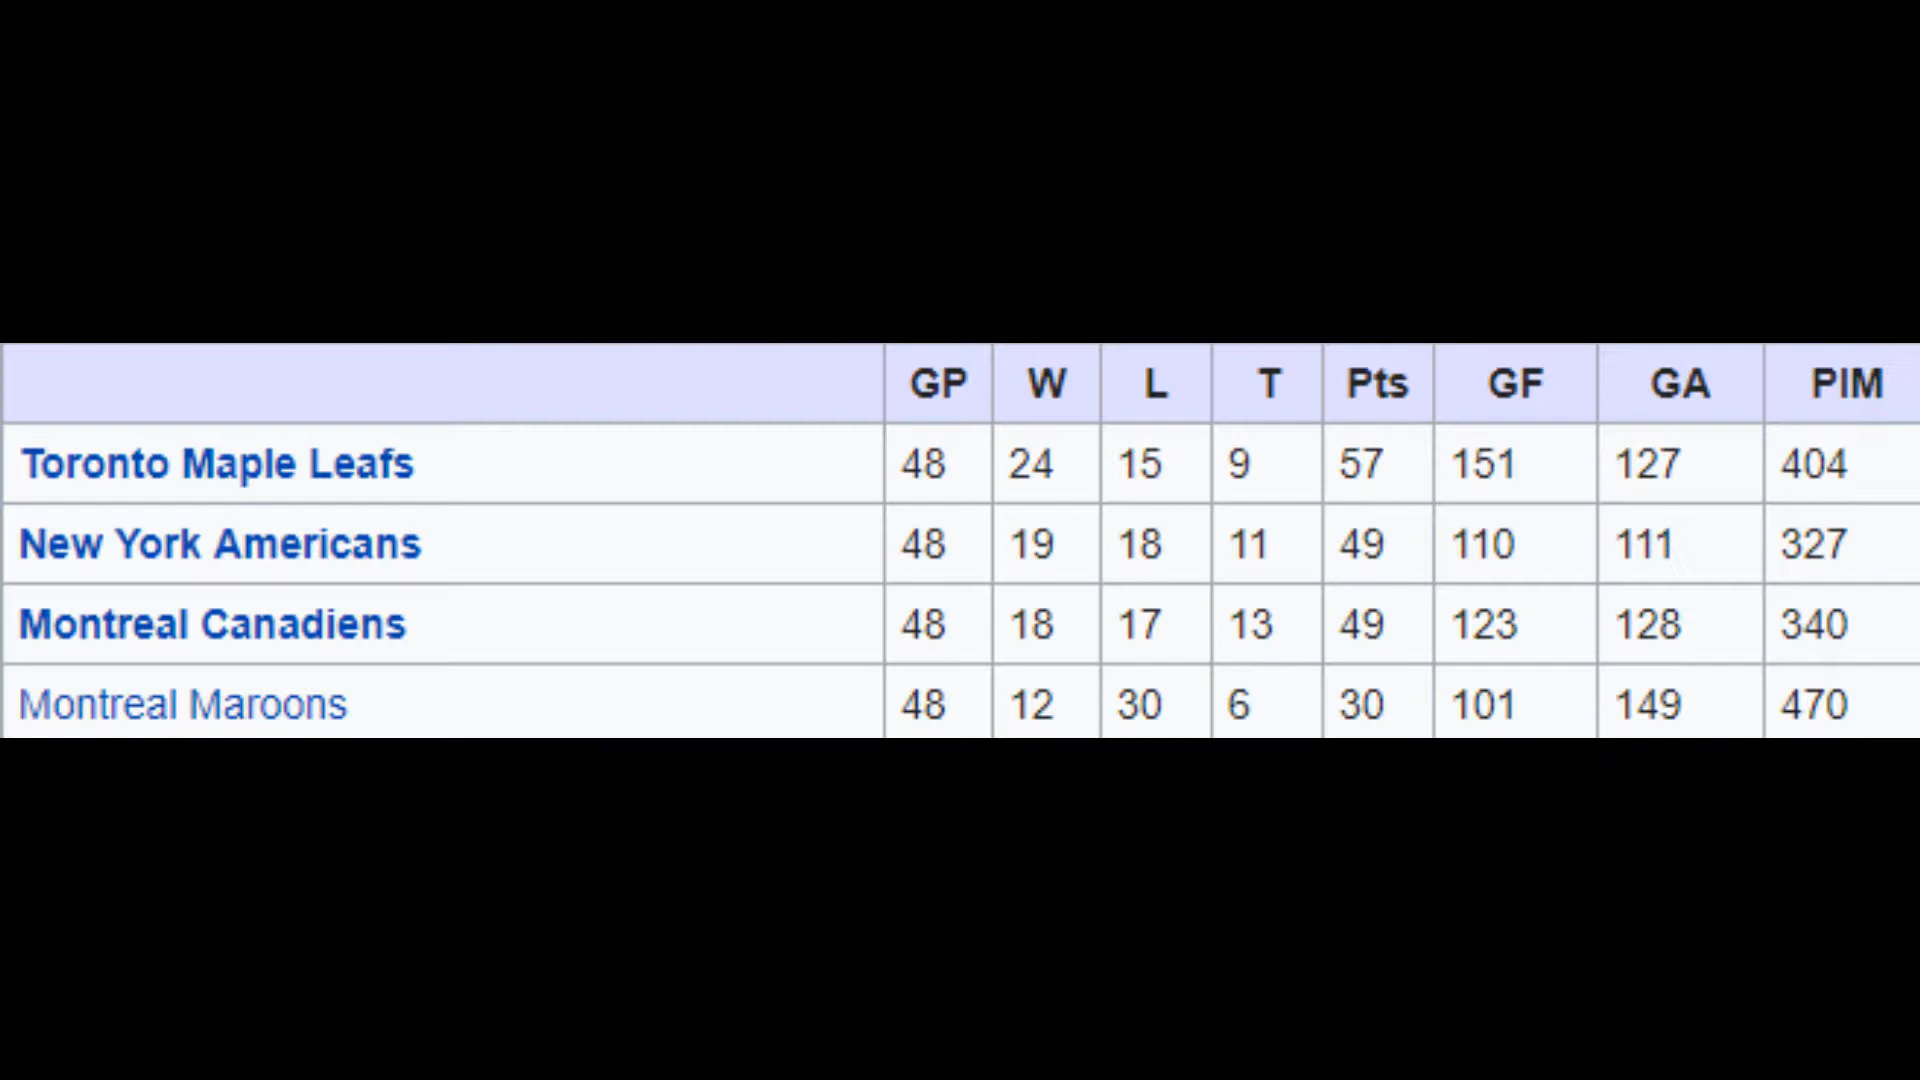 GP W L T Pts GF GA PIM
Toronto Maple Leafs 48 24 15 9 57 151 127 404
New York Americans 48 19 18 11 49 110 111 327
Montreal Canadiens 48 18 17 13 49 123 128 340
Montreal Maroons 48 12 30 6 30 101 149 470